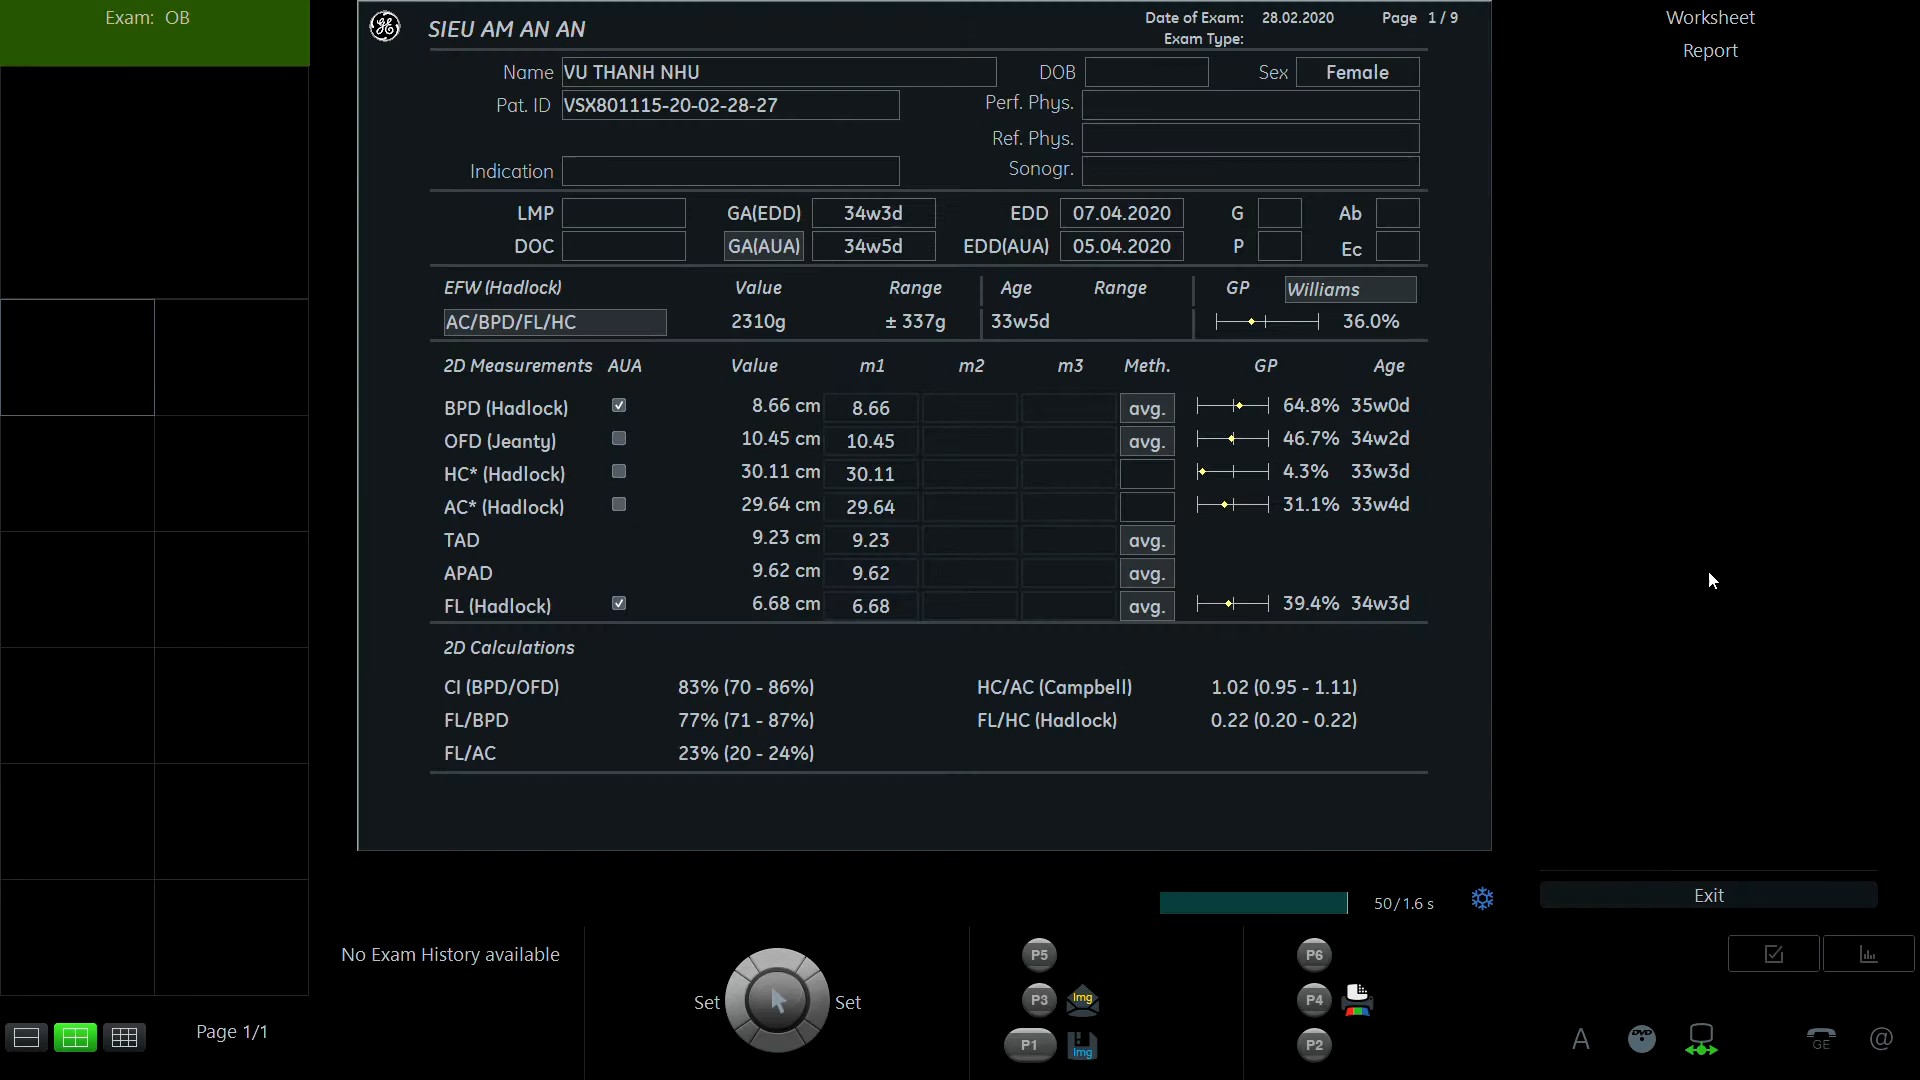 Exam: OB
SIEU AM AN AN
Date of Exam: 28.02.2020 Page 1 / 9
Exam Type:
Name VU THANH NHU DOB Sex Female
Pat. ID VSX801115-20-02-28-27 Perf. Phys.
Ref. Phys.
Indication Sonogr.
LMP GA(EDD) 34w3d EDD 07.04.2020 G Ab
DOC GA(AUA) 34w5d EDD(AUA) 05.04.2020 P Ec
EFW (Hadlock) Value Range Age Range GP Williams
AC/BPD/FL/HC 2310g ± 337g 33w5d 36.0%
2D Measurements AUA Value m1 m2 m3 Meth. GP Age
BPD (Hadlock) 8.66 cm 8.66 avg. 64.8% 35w0d
OFD (Jeanty) 10.45 cm 10.45 avg. 46.7% 34w2d
HC* (Hadlock) 30.11 cm 30.11 4.3% 33w3d
AC* (Hadlock) 29.64 cm 29.64 31.1% 33w4d
TAD 9.23 cm 9.23 avg.
APAD 9.62 cm 9.62 avg.
FL (Hadlock) 6.68 cm 6.68 avg. 39.4% 34w3d
2D Calculations
CI (BPD/OFD) 83% (70 - 86%) HC/AC (Campbell) 1.02 (0.95 - 1.11)
FL/BPD 77% (71 - 87%) FL/HC (Hadlock) 0.22 (0.20 - 0.22)
FL/AC 23% (20 - 24%)
Worksheet
Report
50/1.6 s
Exit
No Exam History available
Set Set
P5
P3 Img
P1 Img
P6
P4
P2
Page 1/1
A DVD GE @